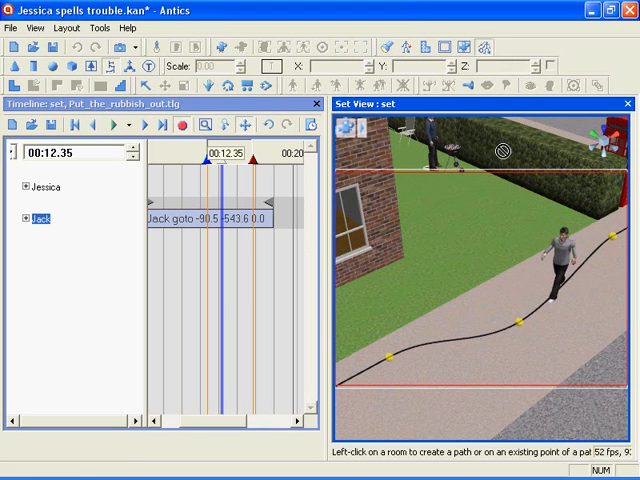 Jessica spells trouble.kan* - Antics
File View Layout Tools Help
Scale: 0.00 T X: Y: Z:
Timeline: set, Put_the_rubbish_out.tlg
Set View : set
00:12.35
00:12.35
00:20
Jessica
Jack
Jack goto -90.5 -543.6 0.0
Left-click on a room to create a path or on an existing point of a pat
52 fps, 9
NUM